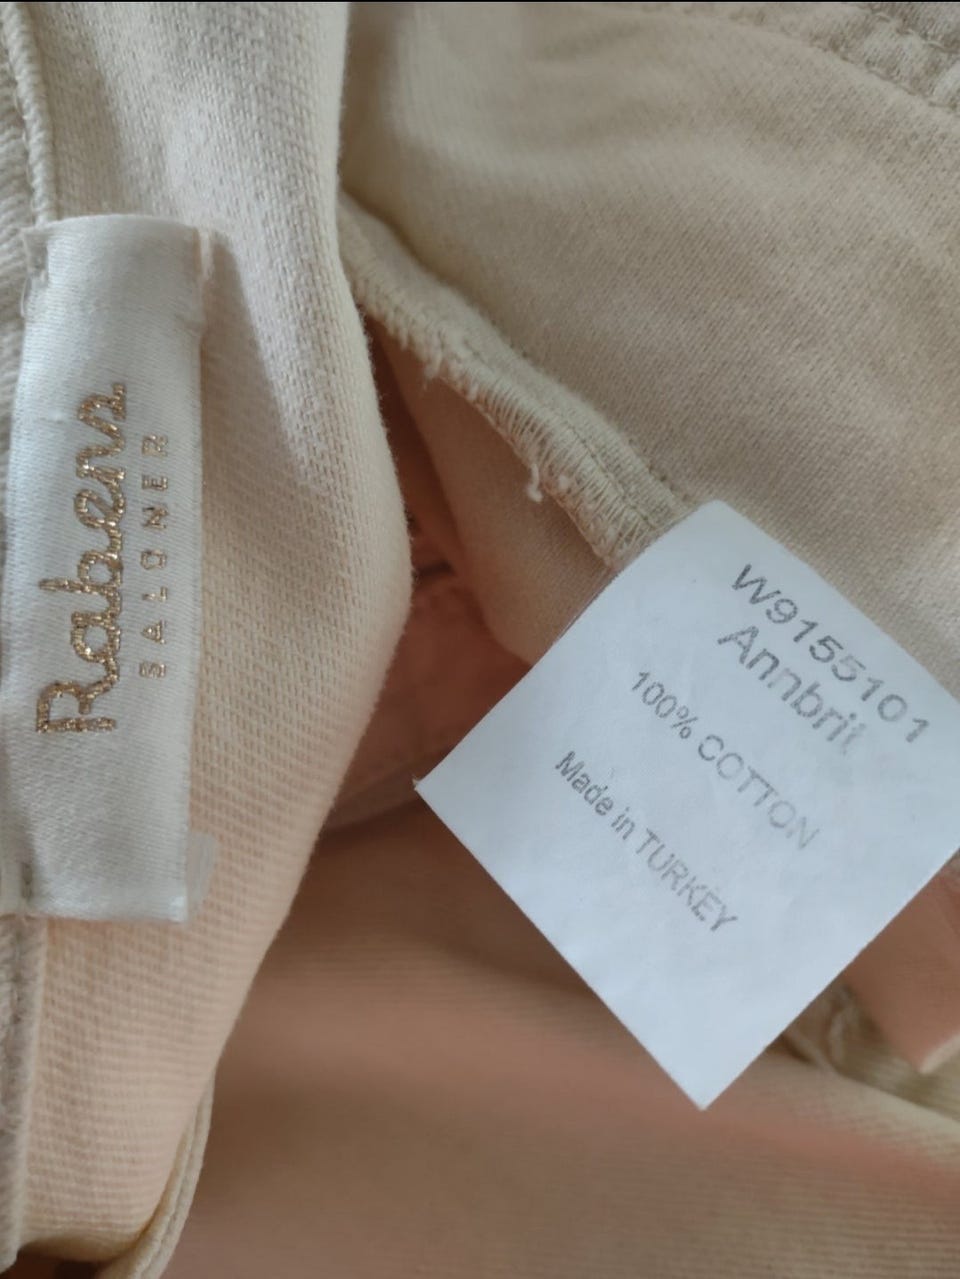 Rabens
SALONER
W9155101
Annbrit
100% COTTON
Made in TURKEY